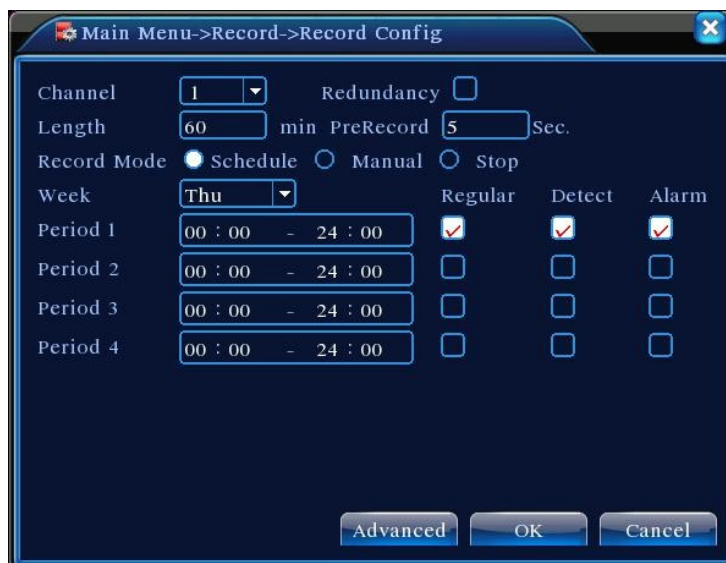 Main Menu->Record->Record Config
Channel 1 Redundancy
Length 60 min PreRecord 5 Sec.
Record Mode Schedule Manual Stop
Week Thu Regular Detect Alarm
Period 1 00 : 00 - 24 : 00
Period 2 00 : 00 - 24 : 00
Period 3 00 : 00 - 24 : 00
Period 4 00 : 00 - 24 : 00
Advanced OK Cancel